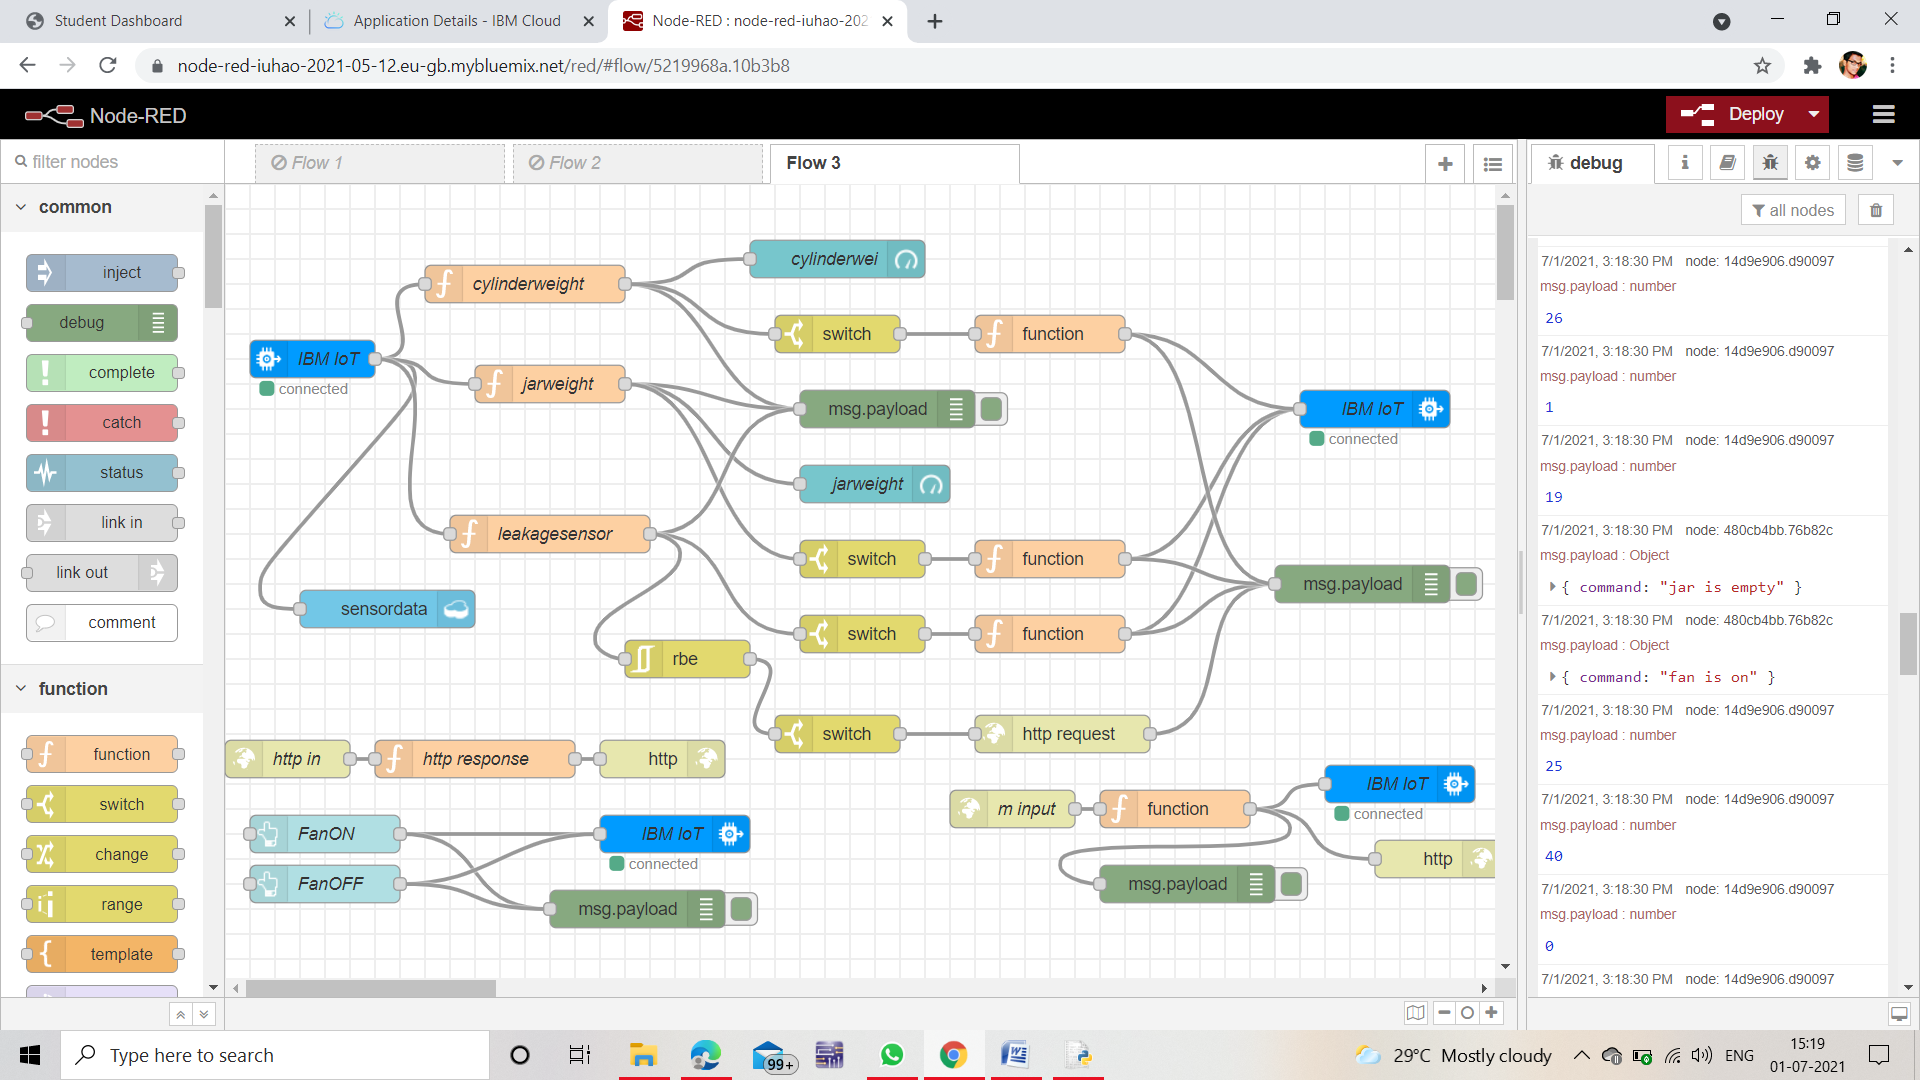 Student Dashboard
Application Details - IBM Cloud
Node-RED : node-red-iuhao-202
node-red-iuhao-2021-05-12.eu-gb.mybluemix.net/red/#flow/5219968a.10b3b8
Node-RED
Deploy
filter nodes
Flow 1
Flow 2
Flow 3
debug
all nodes
common
inject
debug
complete
catch
status
link in
link out
comment
function
function
switch
change
range
template
cylinderwei
cylinderweight
switch
function
IBM IoT
connected
jarweight
msg.payload
IBM IoT
connected
jarweight
leakagesensor
switch
function
msg.payload
sensordata
switch
function
rbe
switch
http request
http in
http response
http
IBM IoT
connected
m input
function
FanON
IBM IoT
connected
http
FanOFF
msg.payload
msg.payload
7/1/2021, 3:18:30 PM node: 14d9e906.d90097
msg.payload : number
26
7/1/2021, 3:18:30 PM node: 14d9e906.d90097
msg.payload : number
1
7/1/2021, 3:18:30 PM node: 14d9e906.d90097
msg.payload : number
19
7/1/2021, 3:18:30 PM node: 480cb4bb.76b82c
msg.payload : Object
{ command: "jar is empty" }
7/1/2021, 3:18:30 PM node: 480cb4bb.76b82c
msg.payload : Object
{ command: "fan is on" }
7/1/2021, 3:18:30 PM node: 14d9e906.d90097
msg.payload : number
25
7/1/2021, 3:18:30 PM node: 14d9e906.d90097
msg.payload : number
40
7/1/2021, 3:18:30 PM node: 14d9e906.d90097
msg.payload : number
0
7/1/2021, 3:18:30 PM node: 14d9e906.d90097
Type here to search
99+
29°C Mostly cloudy
ENG
15:19
01-07-2021